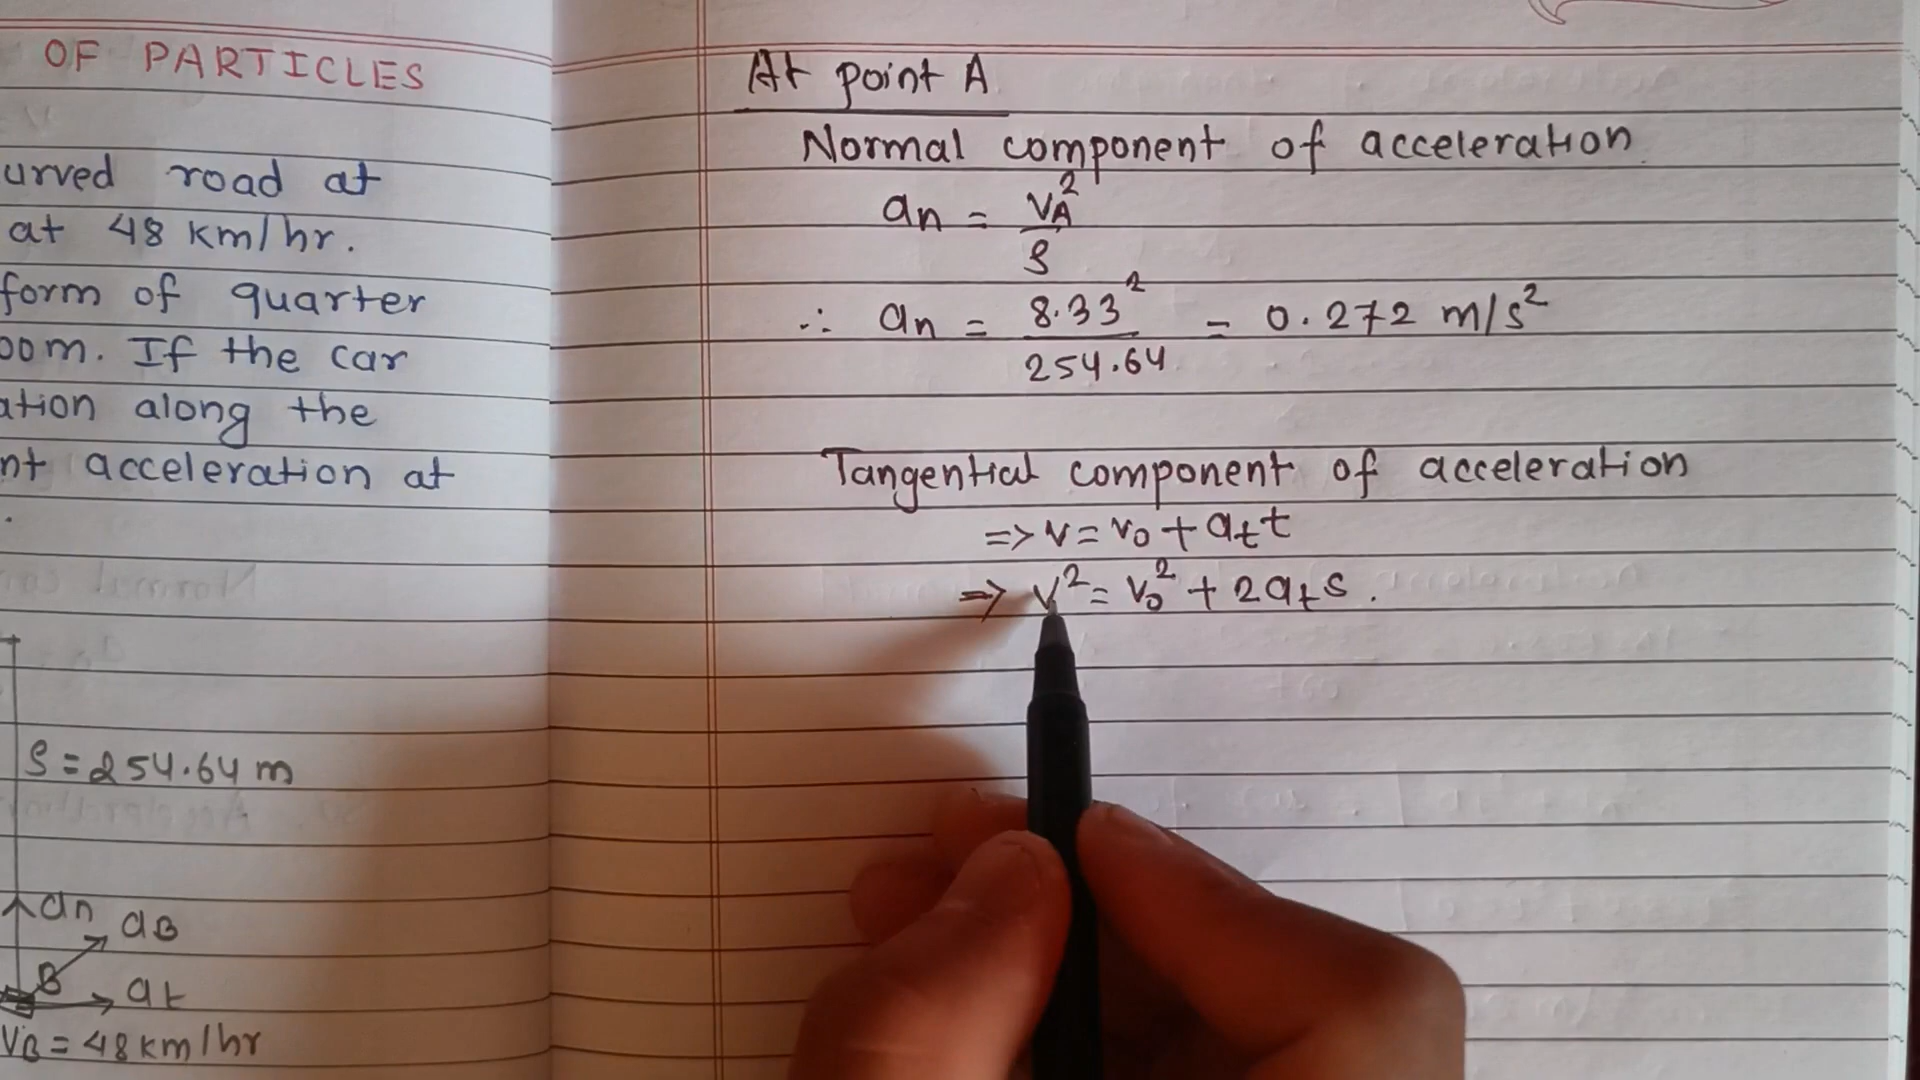 OF PARTICLES
urved road at
at 48 km/hr.
form of quarter
00m. If the car
ation along the
nt acceleration at
.
ρ = 254.64 m
an
aB
B
at
VB = 48 km/hr
At point A
Normal component of acceleration
an = VA²/ρ
∴ an = 8.33²/254.64 = 0.272 m/s²
Tangential component of acceleration
=> v = v₀ + at t
=> v² = v₀² + 2at s.